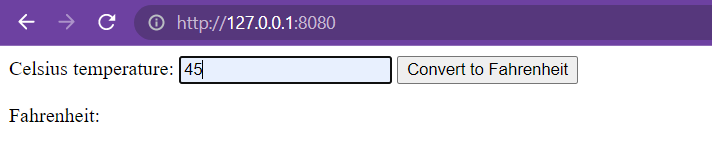 http://127.0.0.1:8080
Celsius temperature: 45 Convert to Fahrenheit
Fahrenheit: